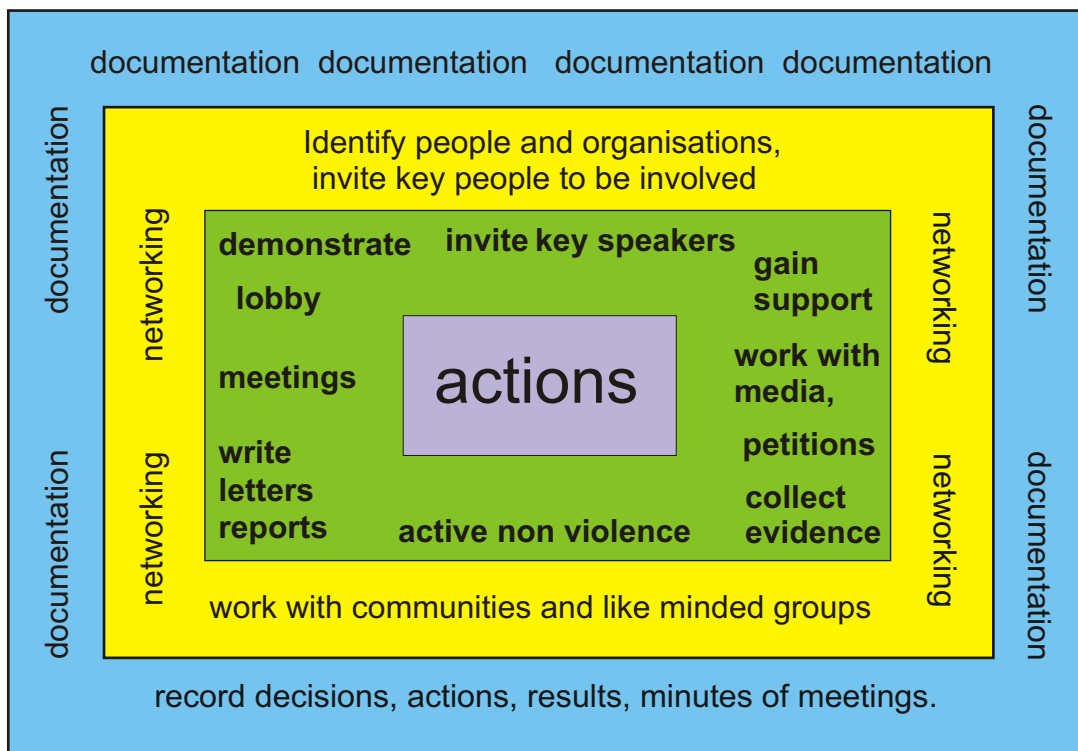 documentation documentation documentation documentation
documentation
documentation
documentation
documentation
Identify people and organisations,
invite key people to be involved
networking
networking
networking
networking
demonstrate
invite key speakers
gain
support
lobby
actions
meetings
work with
media,
petitions
write
letters
reports
active non violence
collect
evidence
work with communities and like minded groups
record decisions, actions, results, minutes of meetings.